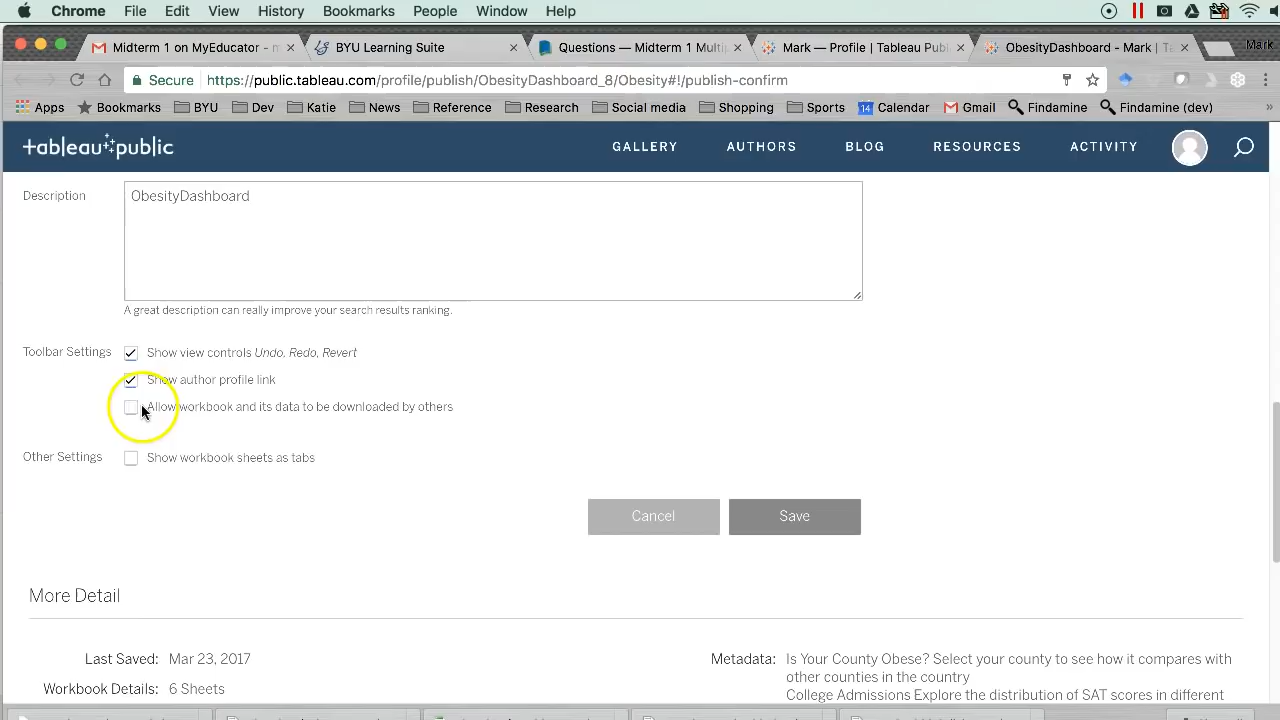 Chrome File Edit View History Bookmarks People Window Help
Midterm 1 on MyEducator - m
BYU Learning Suite
Questions — Midterm 1 Mult
Mark — Profile | Tableau Publ
ObesityDashboard - Mark | Ta
Mark
Secure https://public.tableau.com/profile/publish/ObesityDashboard_8/Obesity#!/publish-confirm
Apps Bookmarks BYU Dev Katie News Reference Research Social media Shopping Sports 14 Calendar Gmail Findamine Findamine (dev) »
tableau public
GALLERY AUTHORS BLOG RESOURCES ACTIVITY
Description ObesityDashboard
A great description can really improve your search results ranking.
Toolbar Settings Show view controls Undo, Redo, Revert
Show author profile link
Allow workbook and its data to be downloaded by others
Other Settings Show workbook sheets as tabs
Cancel Save
More Detail
Last Saved: Mar 23, 2017
Metadata: Is Your County Obese? Select your county to see how it compares with
other counties in the country
Workbook Details: 6 Sheets
College Admissions Explore the distribution of SAT scores in different